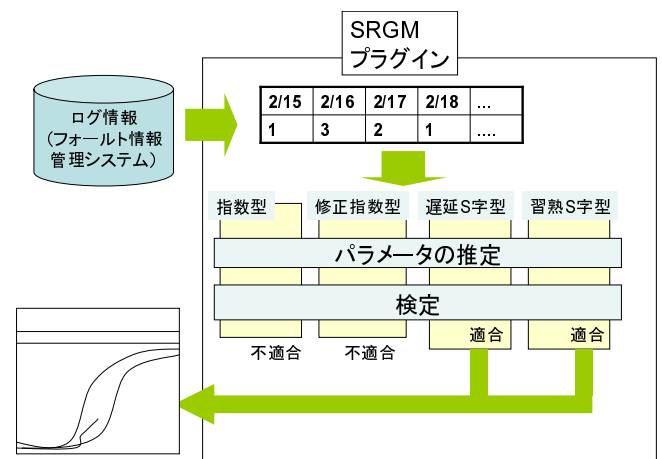 SRGM
プラグイン
ログ情報
(フォールト情報
管理システム)
2/15 2/16 2/17 2/18 ...
1 3 2 1 ....
指数型 修正指数型 遅延S字型 習熟S字型
パラメータの推定
検定
適合 適合
不適合 不適合